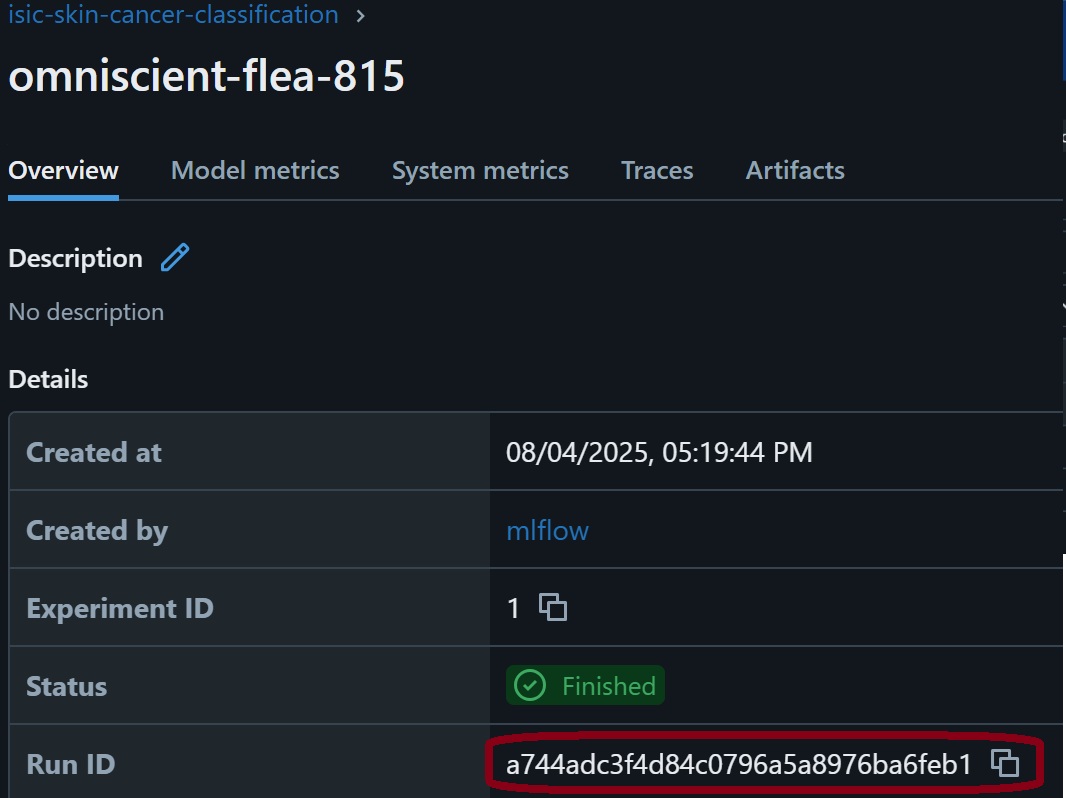 isic-skin-cancer-classification >
omniscient-flea-815
Overview Model metrics System metrics Traces Artifacts
Description
No description
Details
Created at 08/04/2025, 05:19:44 PM
Created by mlflow
Experiment ID 1
Status Finished
Run ID a744adc3f4d84c0796a5a8976ba6feb1